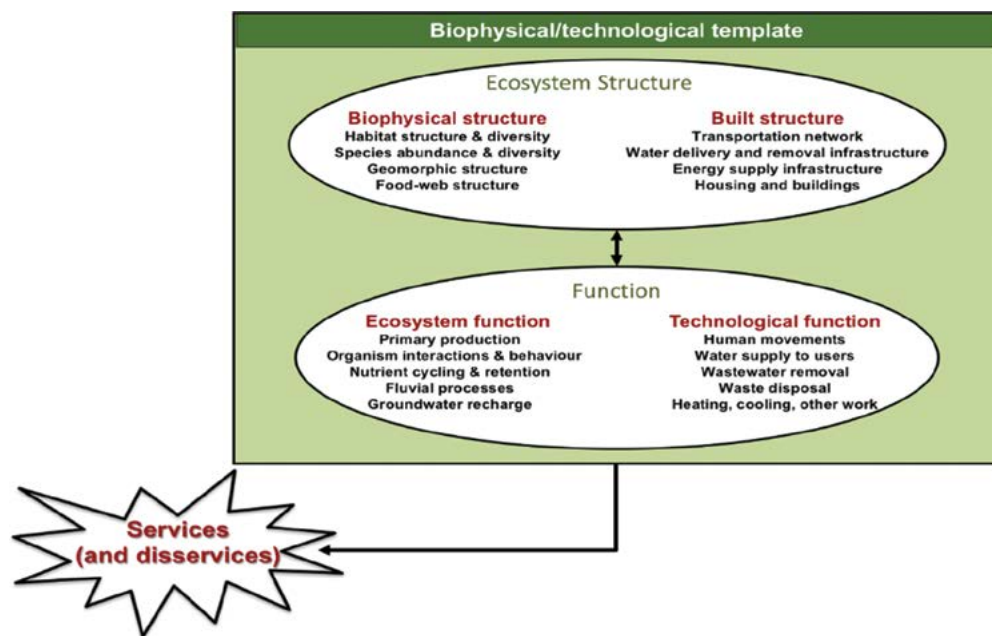 Biophysical/technological template
Ecosystem Structure
Biophysical structure
Habitat structure & diversity
Species abundance & diversity
Geomorphic structure
Food-web structure
Built structure
Transportation network
Water delivery and removal infrastructure
Energy supply infrastructure
Housing and buildings
Function
Ecosystem function
Primary production
Organism interactions & behaviour
Nutrient cycling & retention
Fluvial processes
Groundwater recharge
Technological function
Human movements
Water supply to users
Wastewater removal
Waste disposal
Heating, cooling, other work
Services
(and disservices)